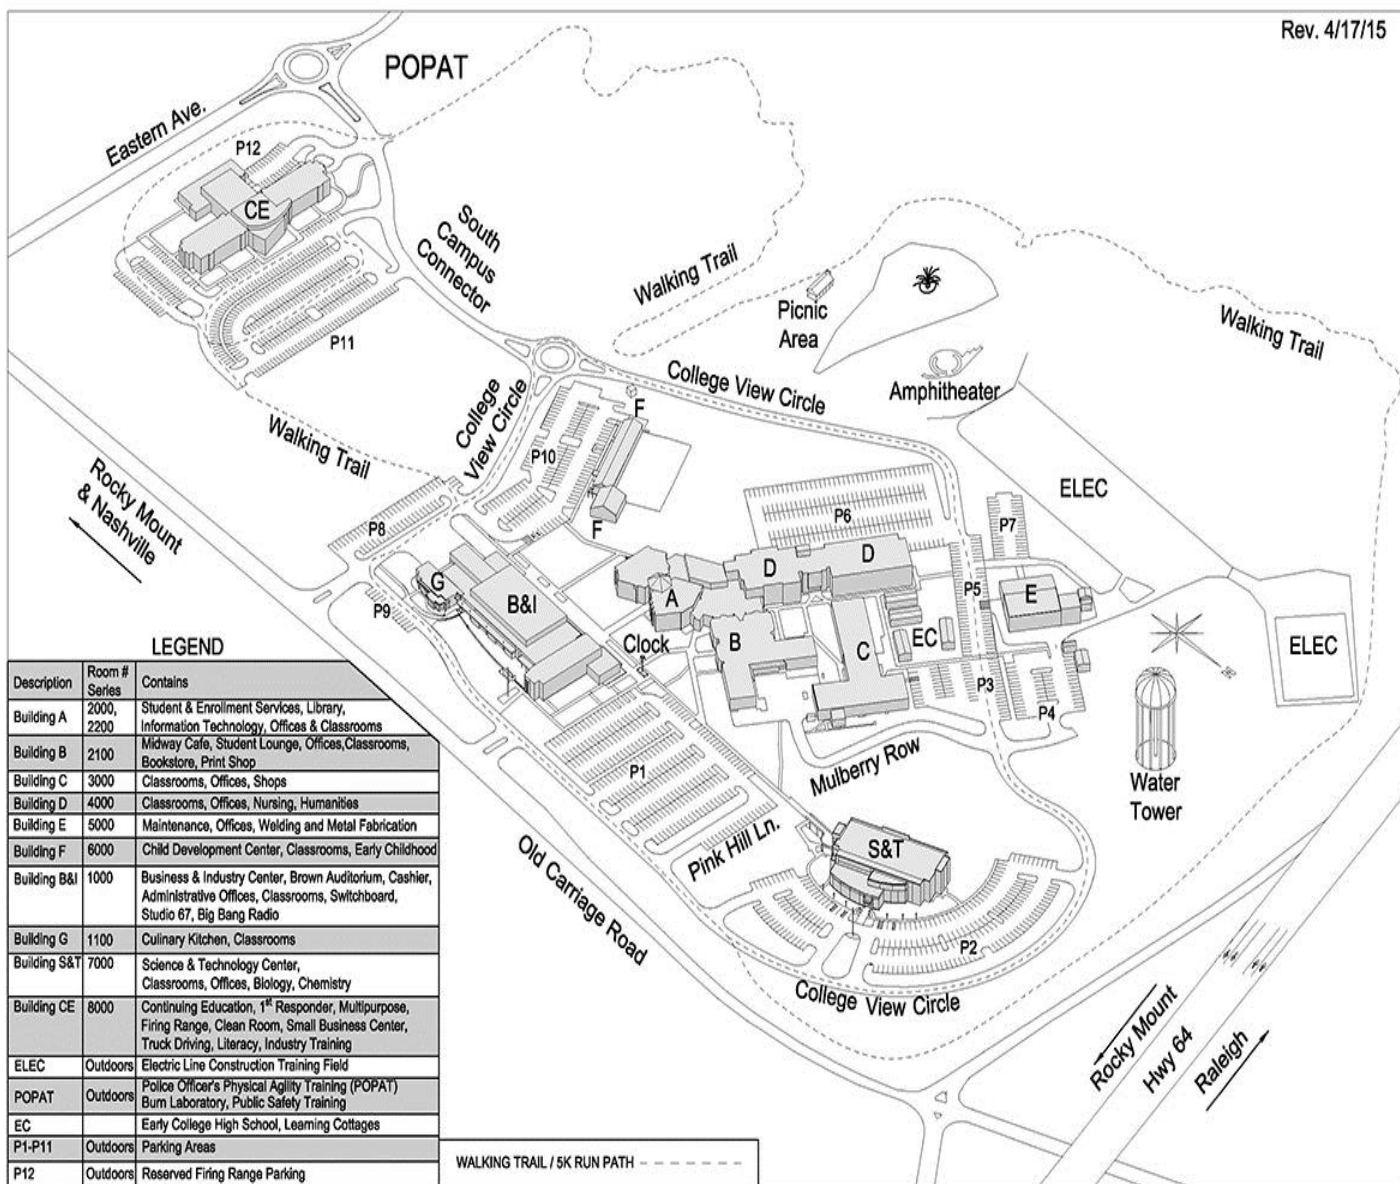 Rev. 4/17/15
POPAT
Eastern Ave.
P12
CE
South
Campus
Connector
Walking Trail
Picnic
Area
Walking Trail
P11
Amphitheater
College View Circle
College
View Circle
F
Walking Trail
P10
ELEC
Rocky Mount
& Nashville
P8
F
P6
P7
D
D
G
B&I
A
P5
E
P9
Clock
B
C
EC
ELEC
P3
P4
P1
Mulberry Row
Water
Tower
Pink Hill Ln.
S&T
Old Carriage Road
P2
College View Circle
Rocky Mount
Hwy 64
Raleigh
LEGEND
Description Room # Series Contains
Building A 2000, 2200 Student & Enrollment Services, Library,
Information Technology, Offices & Classrooms
Building B 2100 Midway Cafe, Student Lounge, Offices,Classrooms,
Bookstore, Print Shop
Building C 3000 Classrooms, Offices, Shops
Building D 4000 Classrooms, Offices, Nursing, Humanities
Building E 5000 Maintenance, Offices, Welding and Metal Fabrication
Building F 6000 Child Development Center, Classrooms, Early Childhood
Building B&I 1000 Business & Industry Center, Brown Auditorium, Cashier,
Administrative Offices, Classrooms, Switchboard,
Studio 67, Big Bang Radio
Building G 1100 Culinary Kitchen, Classrooms
Building S&T 7000 Science & Technology Center,
Classrooms, Offices, Biology, Chemistry
Building CE 8000 Continuing Education, 1st Responder, Multipurpose,
Firing Range, Clean Room, Small Business Center,
Truck Driving, Literacy, Industry Training
ELEC Outdoors Electric Line Construction Training Field
POPAT Outdoors Police Officer's Physical Agility Training (POPAT)
Burn Laboratory, Public Safety Training
EC Early College High School, Learning Cottages
P1-P11 Outdoors Parking Areas
P12 Outdoors Reserved Firing Range Parking
WALKING TRAIL / 5K RUN PATH